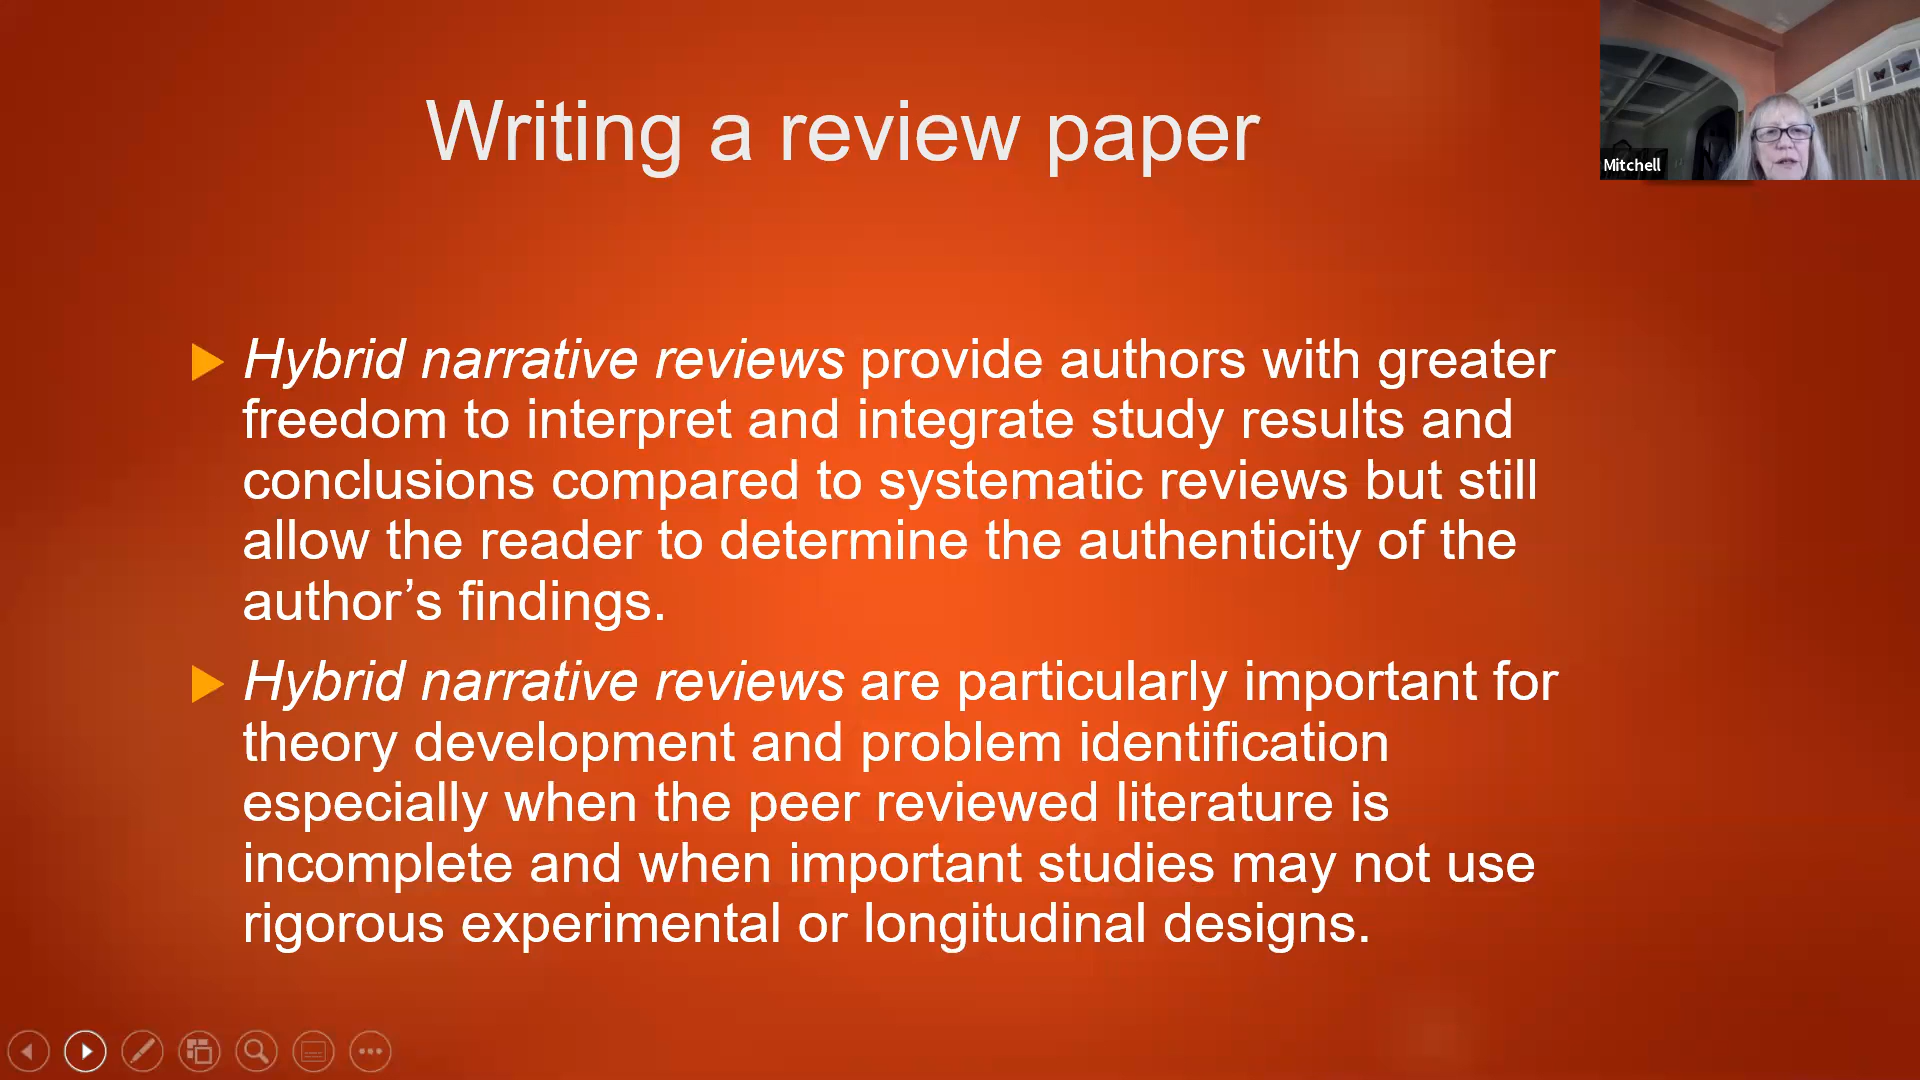 Writing a review paper
Mitchell
Hybrid narrative reviews provide authors with greater
freedom to interpret and integrate study results and
conclusions compared to systematic reviews but still
allow the reader to determine the authenticity of the
author’s findings.
Hybrid narrative reviews are particularly important for
theory development and problem identification
especially when the peer reviewed literature is
incomplete and when important studies may not use
rigorous experimental or longitudinal designs.